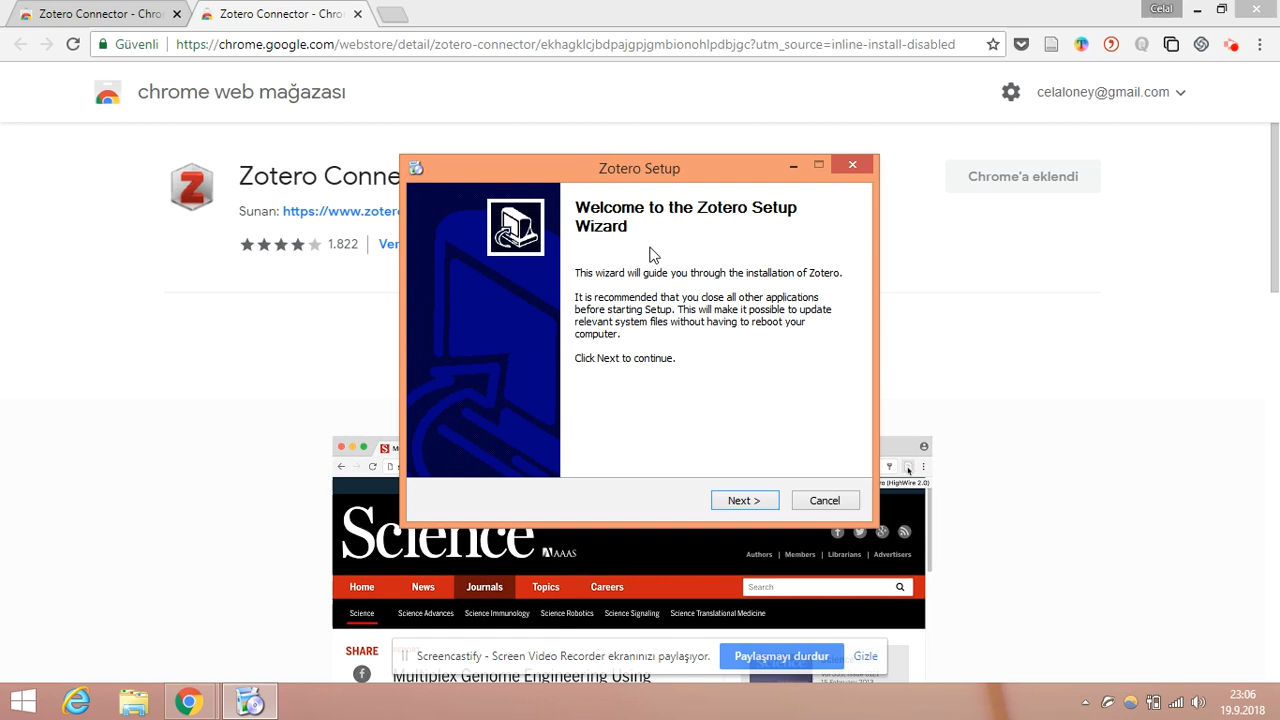 Zotero Connector - Chro
Zotero Connector - Chro
Celal
Güvenli
https://chrome.google.com/webstore/detail/zotero-connector/ekhagklcjbdpajgpjgmbionohlpdbjgc?utm_source=inline-install-disabled
chrome web mağazası
celaloney@gmail.com
Z
Zotero Conne
Chrome'a eklendi
Sunan: https://www.zoter
1.822
Ver
Zotero Setup
Welcome to the Zotero Setup
Wizard
This wizard will guide you through the installation of Zotero.
It is recommended that you close all other applications
before starting Setup. This will make it possible to update
relevant system files without having to reboot your
computer.
Click Next to continue.
Next >
Cancel
(HighWire 2.0)
Science
AAAS
Authors | Members | Librarians | Advertisers
Home
News
Journals
Topics
Careers
Search
Science
Science Advances
Science Immunology
Science Robotics
Science Signaling
Science Translational Medicine
SHARE
Screencastify - Screen Video Recorder ekranınızı paylaşıyor.
Paylaşmayı durdur
Gizle
Multiplex Genome Engineering Using
23:06
19.9.2018